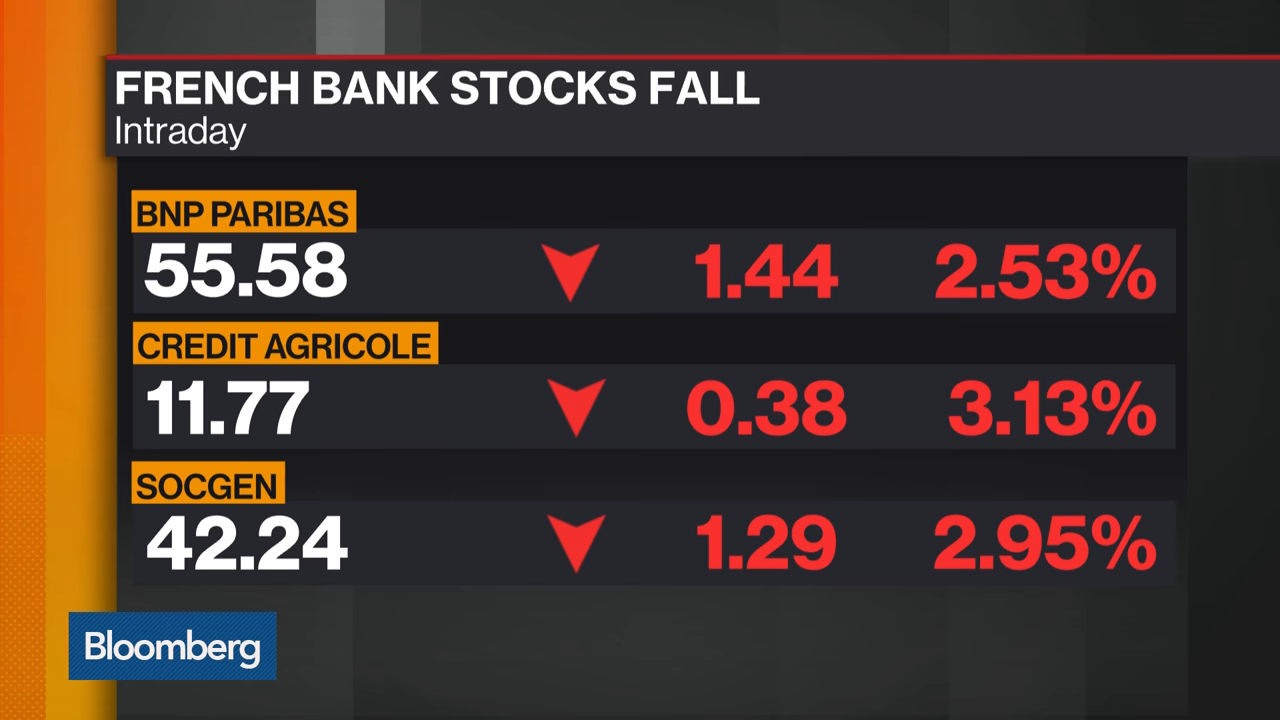 FRENCH BANK STOCKS FALL
Intraday
BNP PARIBAS
55.58 1.44 2.53%
CREDIT AGRICOLE
11.77 0.38 3.13%
SOCGEN
42.24 1.29 2.95%
Bloomberg